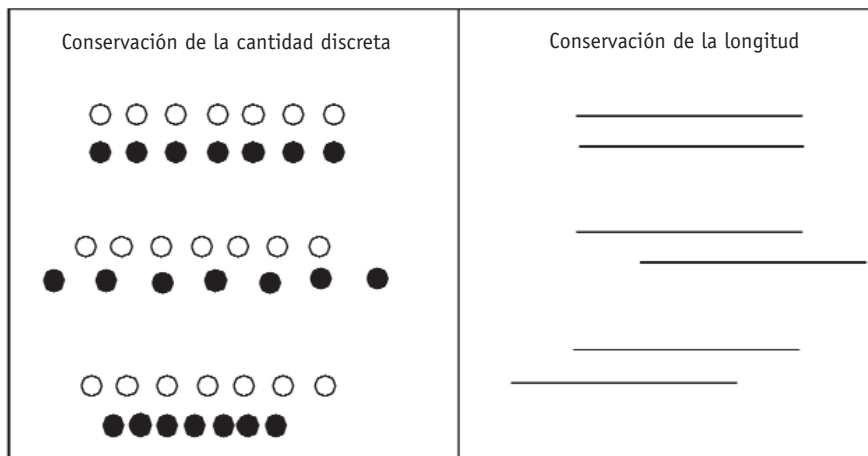 Conservación de la cantidad discreta
Conservación de la longitud